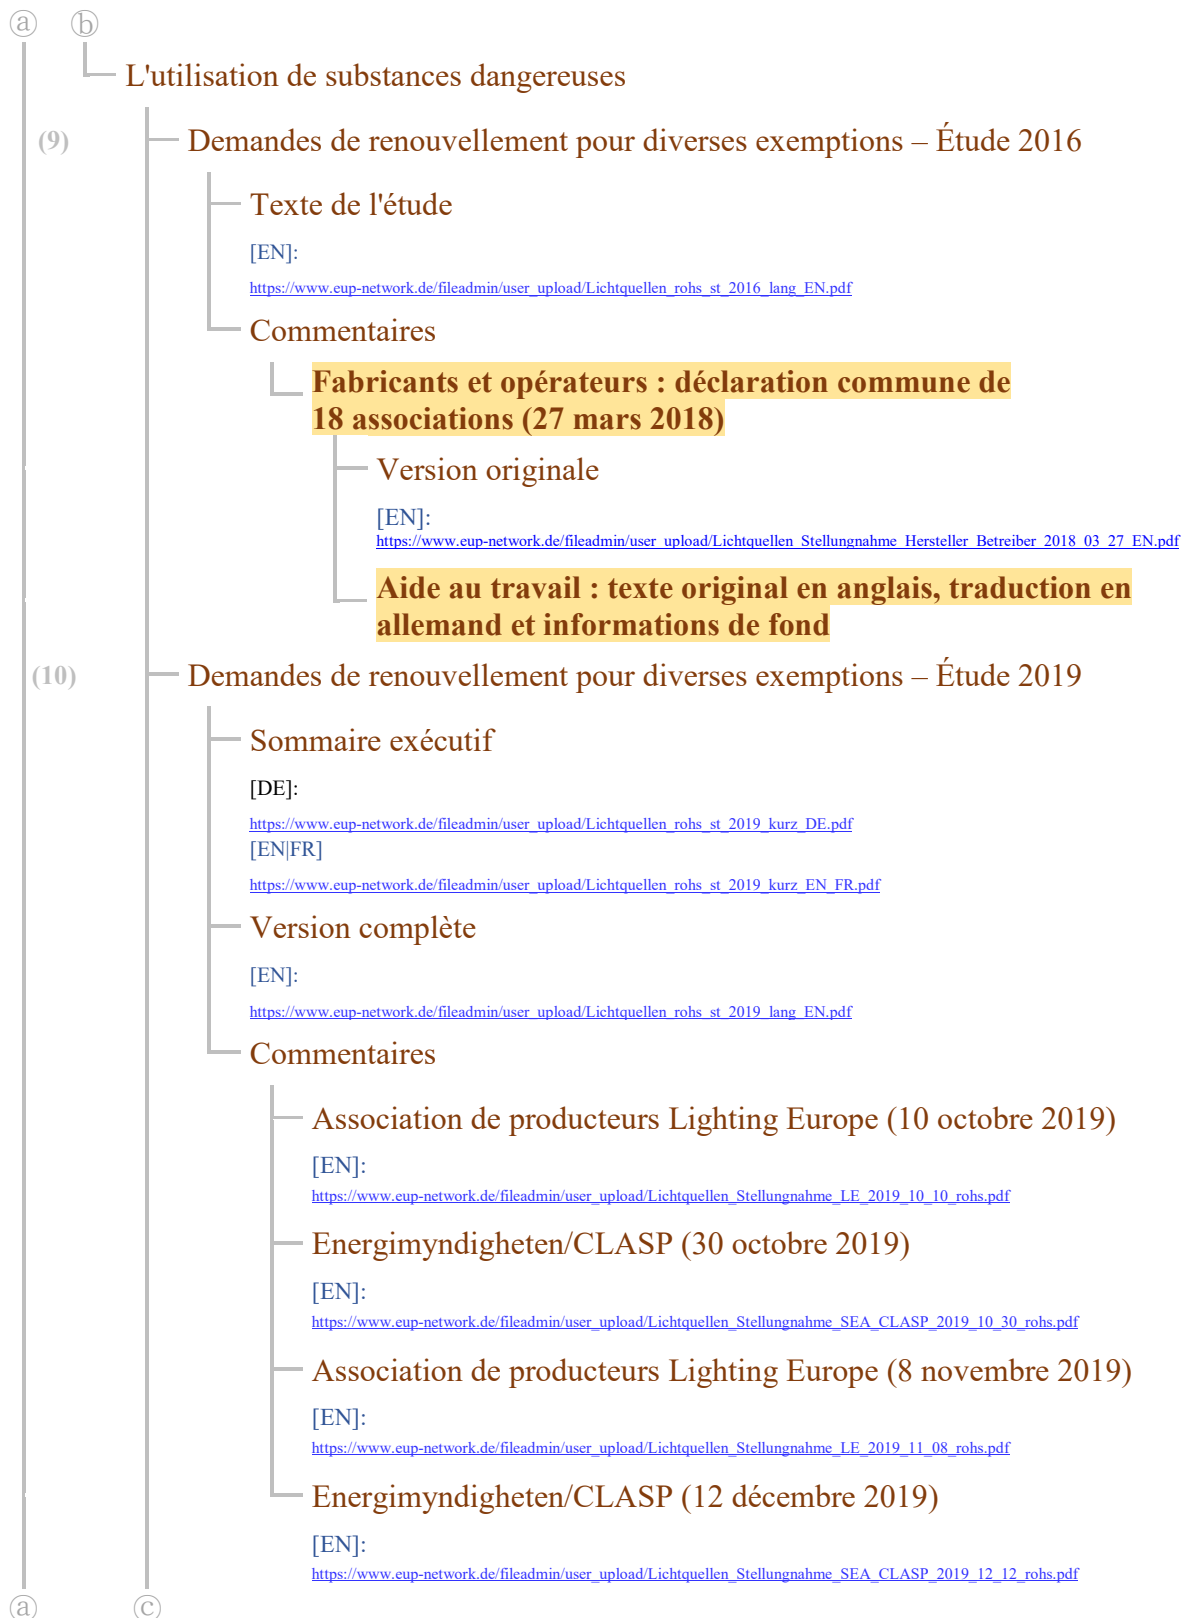 ⓐ ⓑ
L'utilisation de substances dangereuses
(9) Demandes de renouvellement pour diverses exemptions – Étude 2016
Texte de l'étude
[EN]:
https://www.eup-network.de/fileadmin/user_upload/Lichtquellen_rohs_st_2016_lang_EN.pdf
Commentaires
Fabricants et opérateurs : déclaration commune de
18 associations (27 mars 2018)
Version originale
[EN]:
https://www.eup-network.de/fileadmin/user_upload/Lichtquellen_Stellungnahme_Hersteller_Betreiber_2018_03_27_EN.pdf
Aide au travail : texte original en anglais, traduction en
allemand et informations de fond
(10) Demandes de renouvellement pour diverses exemptions – Étude 2019
Sommaire exécutif
[DE]:
https://www.eup-network.de/fileadmin/user_upload/Lichtquellen_rohs_st_2019_kurz_DE.pdf
[EN|FR]
https://www.eup-network.de/fileadmin/user_upload/Lichtquellen_rohs_st_2019_kurz_EN_FR.pdf
Version complète
[EN]:
https://www.eup-network.de/fileadmin/user_upload/Lichtquellen_rohs_st_2019_lang_EN.pdf
Commentaires
Association de producteurs Lighting Europe (10 octobre 2019)
[EN]:
https://www.eup-network.de/fileadmin/user_upload/Lichtquellen_Stellungnahme_LE_2019_10_10_rohs.pdf
Energimyndigheten/CLASP (30 octobre 2019)
[EN]:
https://www.eup-network.de/fileadmin/user_upload/Lichtquellen_Stellungnahme_SEA_CLASP_2019_10_30_rohs.pdf
Association de producteurs Lighting Europe (8 novembre 2019)
[EN]:
https://www.eup-network.de/fileadmin/user_upload/Lichtquellen_Stellungnahme_LE_2019_11_08_rohs.pdf
Energimyndigheten/CLASP (12 décembre 2019)
[EN]:
https://www.eup-network.de/fileadmin/user_upload/Lichtquellen_Stellungnahme_SEA_CLASP_2019_12_12_rohs.pdf
ⓐ ⓒ